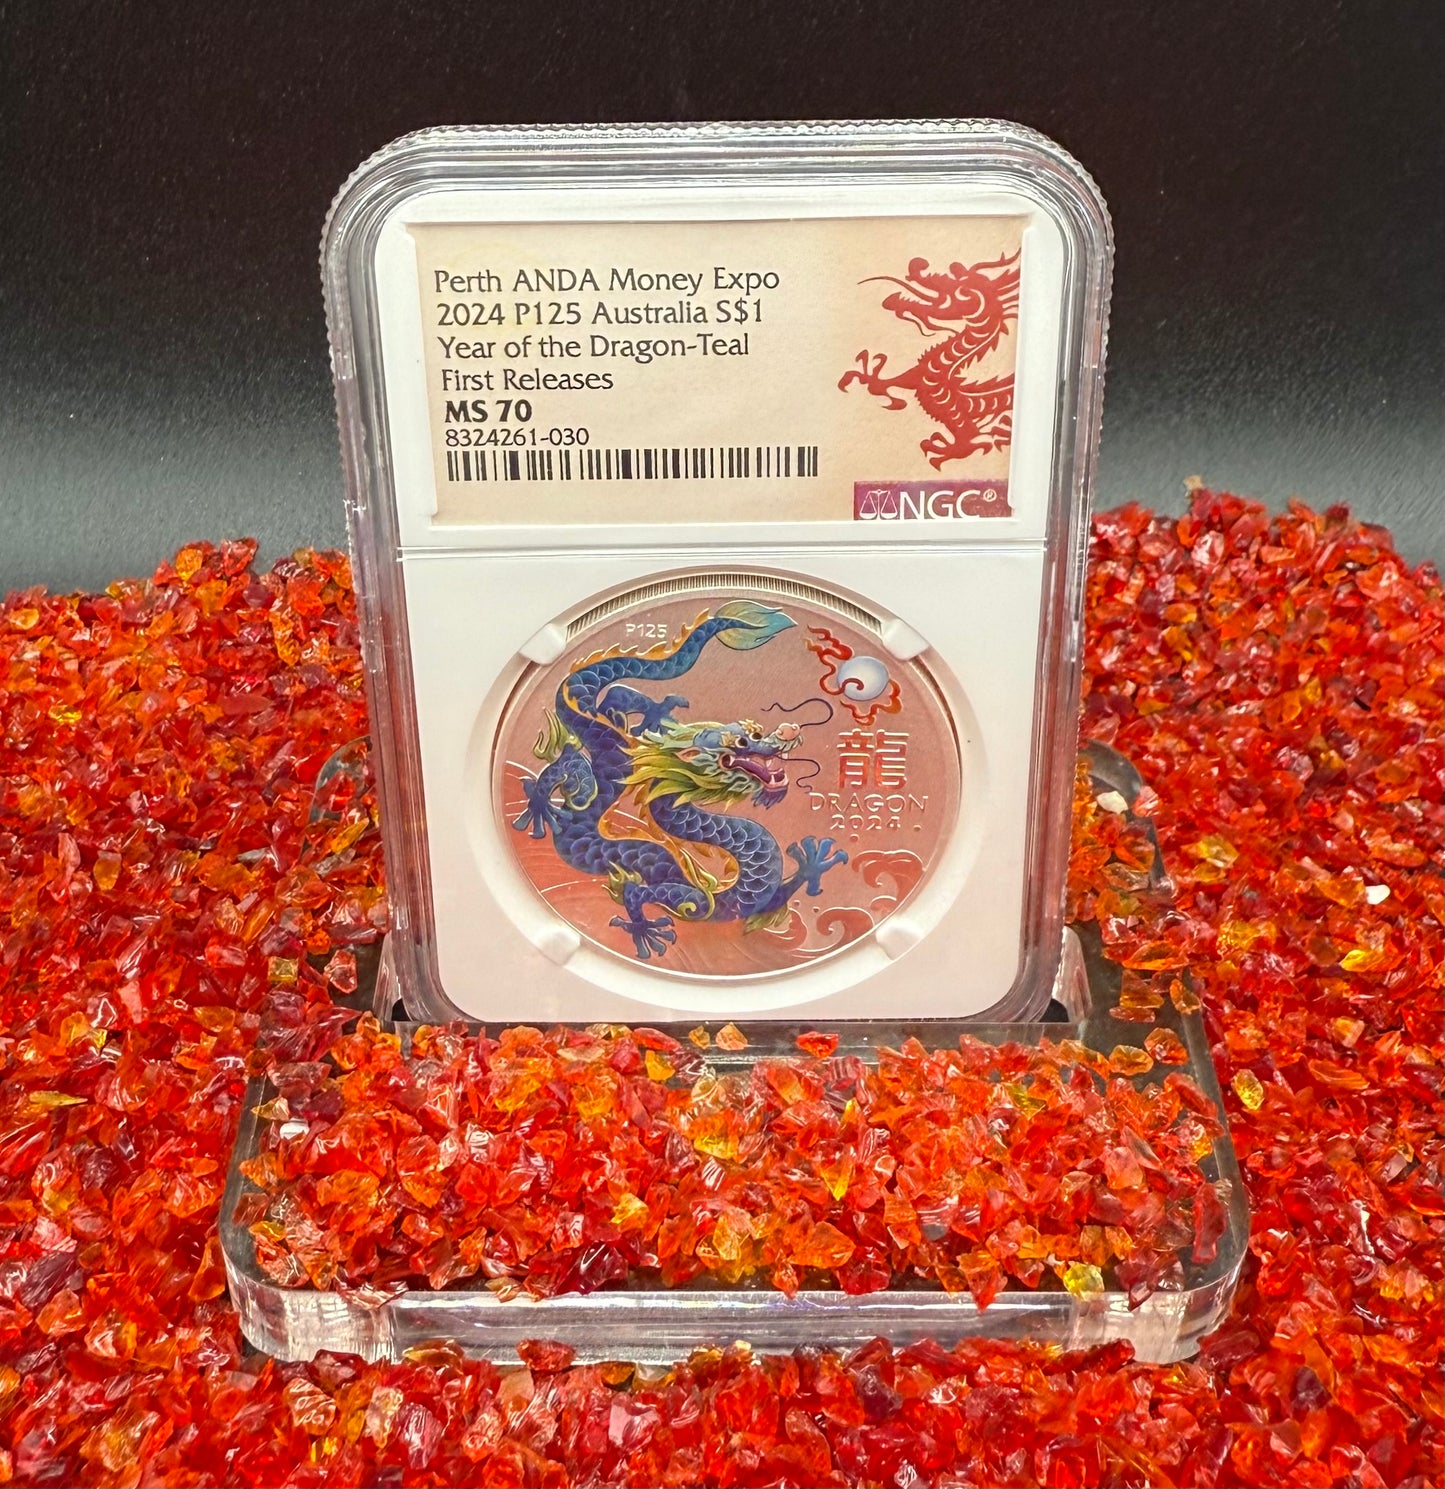 Perth ANDA Money Expo
2024 P125 Australia S$1
Year of the Dragon-Teal
First Releases
MS 70
8324261-030
NGC®
P125
龍
DRAGON
2024